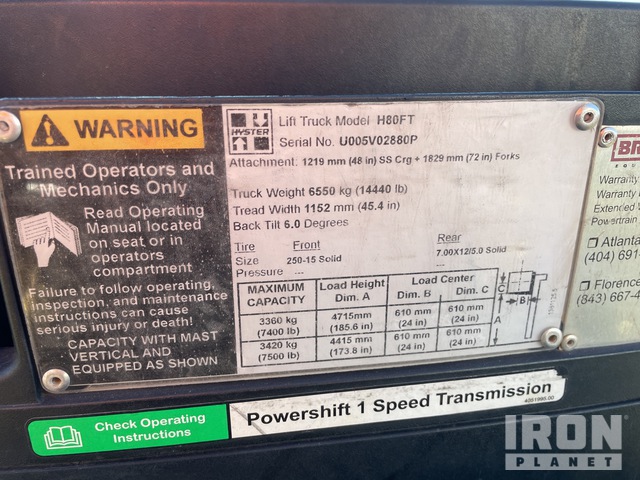 WARNING
Trained Operators and
Mechanics Only
Read Operating
Manual located
on seat or in
operators
compartment
Failure to follow operating,
inspection, and maintenance
instructions can cause
serious injury or death!
CAPACITY WITH MAST
VERTICAL AND
EQUIPPED AS SHOWN
HYSTER
Lift Truck Model H80FT
Serial No. U005V02880P
Attachment: 1219 mm (48 in) SS Crg + 1829 mm (72 in) Forks
Truck Weight 6550 kg (14440 lb)
Tread Width 1152 mm (45.4 in)
Back Tilt 6.0 Degrees
Tire Front Rear
Size 250-15 Solid 7.00X12/5.0 Solid
Pressure --- ---
MAXIMUM CAPACITY Load Height Dim. A Load Center Dim. B Dim. C
3360 kg (7400 lb) 4715mm (185.6 in) 610 mm (24 in) 610 mm (24 in)
3420 kg (7500 lb) 4415 mm (173.8 in) 610 mm (24 in) 610 mm (24 in)
C
B
A
Check Operating
Instructions
Powershift 1 Speed Transmission
4051995-00
BR
EQU
Warranty
Warranty
Extended
Powertrain
Atlanta
(404) 691-
Florence
(843) 667-4
IRON
PLANET